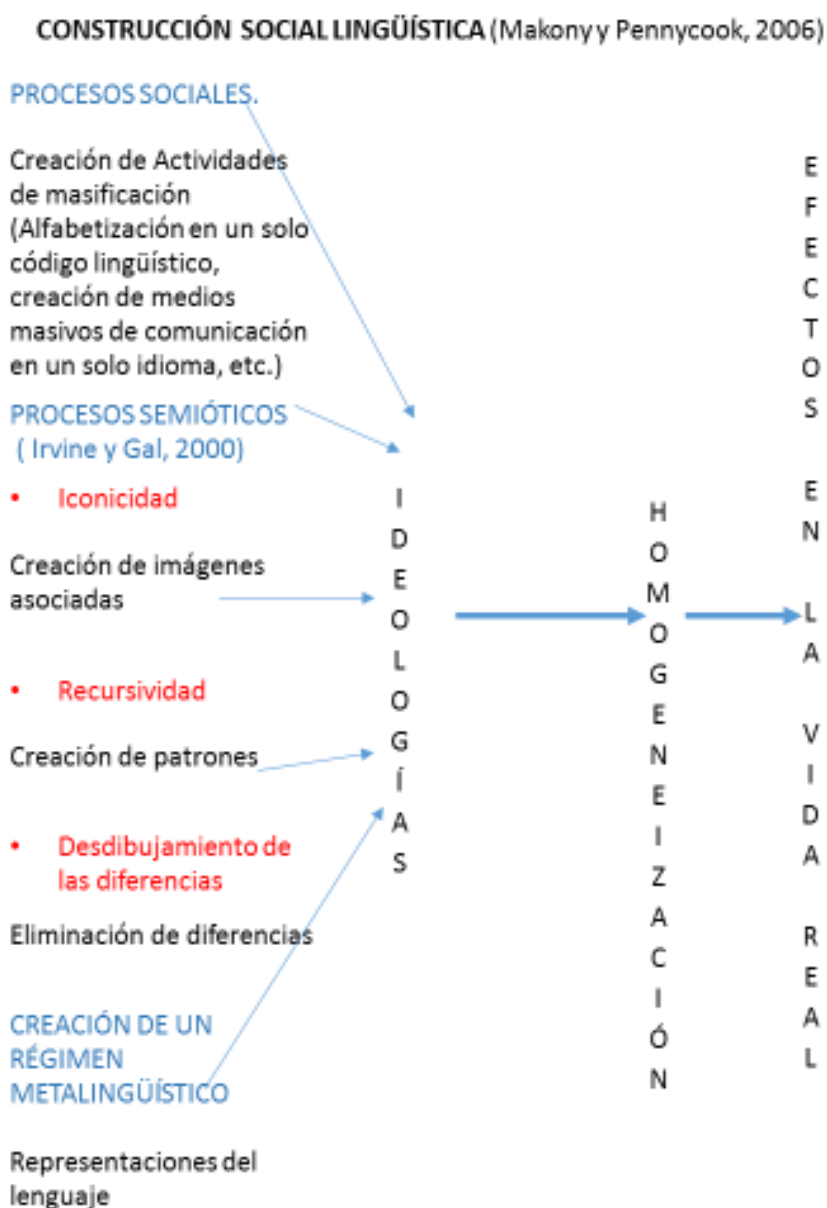 CONSTRUCCIÓN SOCIAL LINGÜÍSTICA (Makony y Pennycook, 2006)
PROCESOS SOCIALES.
Creación de Actividades
de masificación
(Alfabetización en un solo
código lingüístico,
creación de medios
masivos de comunicación
en un solo idioma, etc.)
PROCESOS SEMIÓTICOS
( Irvine y Gal, 2000)
• Iconicidad
Creación de imágenes
asociadas
• Recursividad
Creación de patrones
• Desdibujamiento de
las diferencias
Eliminación de diferencias
CREACIÓN DE UN
RÉGIMEN
METALINGÜÍSTICO
Representaciones del
lenguaje
IDEOLOGÍAS
HOMOGENEIZACIÓN
EFECTOS EN LA VIDA REAL